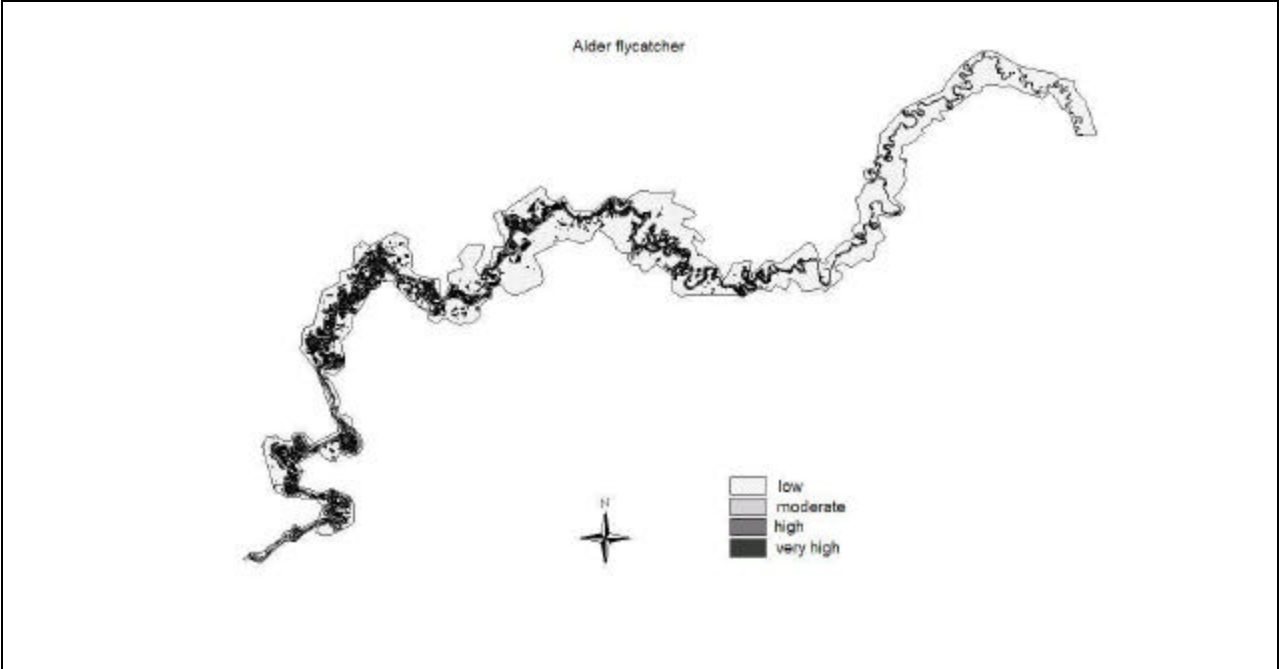 Alder flycatcher
N
low
moderate
high
very high